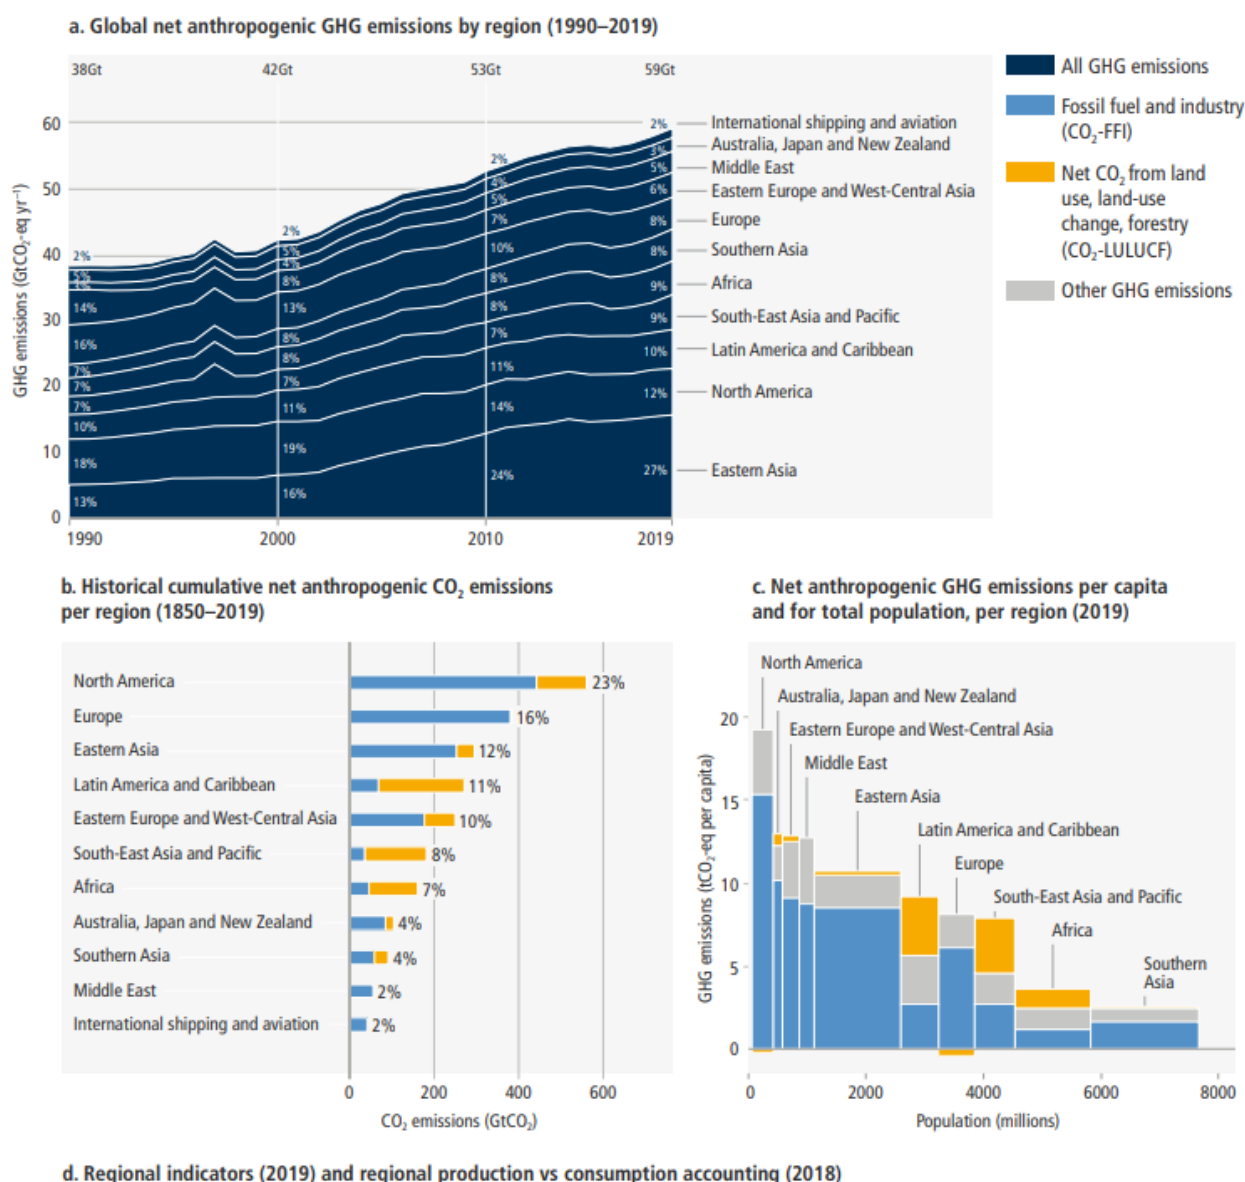 a. Global net anthropogenic GHG emissions by region (1990–2019)
38Gt 42Gt 53Gt 59Gt
GHG emissions (GtCO₂-eq yr⁻¹)
60
50
40
30
20
10
0
1990 2000 2010 2019
2%
5%
14%
16%
7%
7%
7%
10%
18%
13%
2%
5%
4%
8%
13%
8%
8%
7%
11%
19%
16%
2%
4%
5%
7%
10%
8%
8%
7%
11%
14%
24%
2%
3%
5%
6%
8%
8%
9%
9%
10%
12%
27%
International shipping and aviation
Australia, Japan and New Zealand
Middle East
Eastern Europe and West-Central Asia
Europe
Southern Asia
Africa
South-East Asia and Pacific
Latin America and Caribbean
North America
Eastern Asia
All GHG emissions
Fossil fuel and industry
(CO₂-FFI)
Net CO₂ from land
use, land-use
change, forestry
(CO₂-LULUCF)
Other GHG emissions
b. Historical cumulative net anthropogenic CO₂ emissions
per region (1850–2019)
North America 23%
Europe 16%
Eastern Asia 12%
Latin America and Caribbean 11%
Eastern Europe and West-Central Asia 10%
South-East Asia and Pacific 8%
Africa 7%
Australia, Japan and New Zealand 4%
Southern Asia 4%
Middle East 2%
International shipping and aviation 2%
0 200 400 600
CO₂ emissions (GtCO₂)
c. Net anthropogenic GHG emissions per capita
and for total population, per region (2019)
North America
Australia, Japan and New Zealand
Eastern Europe and West-Central Asia
Middle East
Eastern Asia
Latin America and Caribbean
Europe
South-East Asia and Pacific
Africa
Southern
Asia
GHG emissions (tCO₂-eq per capita)
20
15
10
5
0
0 2000 4000 6000 8000
Population (millions)
d. Regional indicators (2019) and regional production vs consumption accounting (2018)